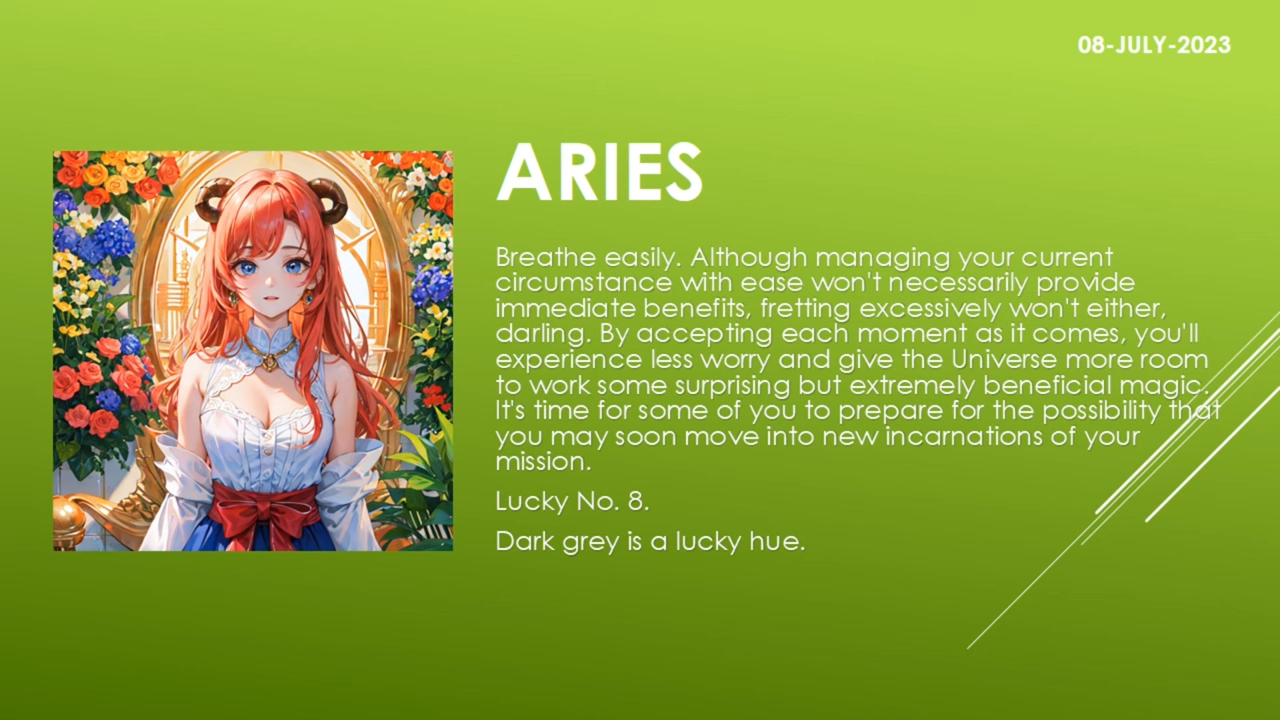 08-JULY-2023
ARIES
Breathe easily. Although managing your current
circumstance with ease won't necessarily provide
immediate benefits, fretting excessively won't either,
darling. By accepting each moment as it comes, you'll
experience less worry and give the Universe more room
to work some surprising but extremely beneficial magic.
It's time for some of you to prepare for the possibility that
you may soon move into new incarnations of your
mission.
Lucky No. 8.
Dark grey is a lucky hue.